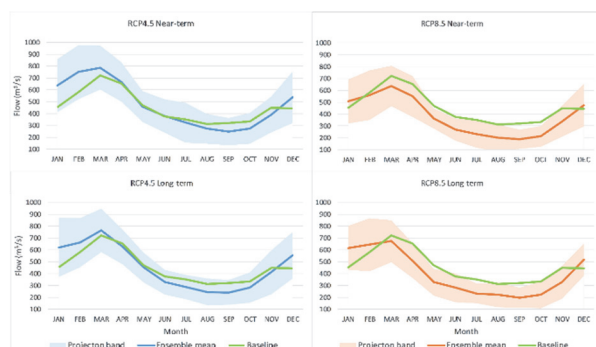 RCP4.5 Near-term
1000
900
800
700
600
500
400
300
200
100
Flow (m³/s)
JAN FEB MAR APR MAY JUN JUL AUG SEP OCT NOV DEC
RCP8.5 Near-term
1000
900
800
700
600
500
400
300
200
100
JAN FEB MAR APR MAY JUN JUL AUG SEP OCT NOV DEC
RCP4.5 Long term
1000
900
800
700
600
500
400
300
200
100
Flow (m³/s)
JAN FEB MAR APR MAY JUN JUL AUG SEP OCT NOV DEC
Month
Projecton band Ensemble mean Baseline
RCP8.5 Long term
1000
900
800
700
600
500
400
300
200
100
JAN FEB MAR APR MAY JUN JUL AUG SEP OCT NOV DEC
Month
Projecton band Ensemble mean Baseline